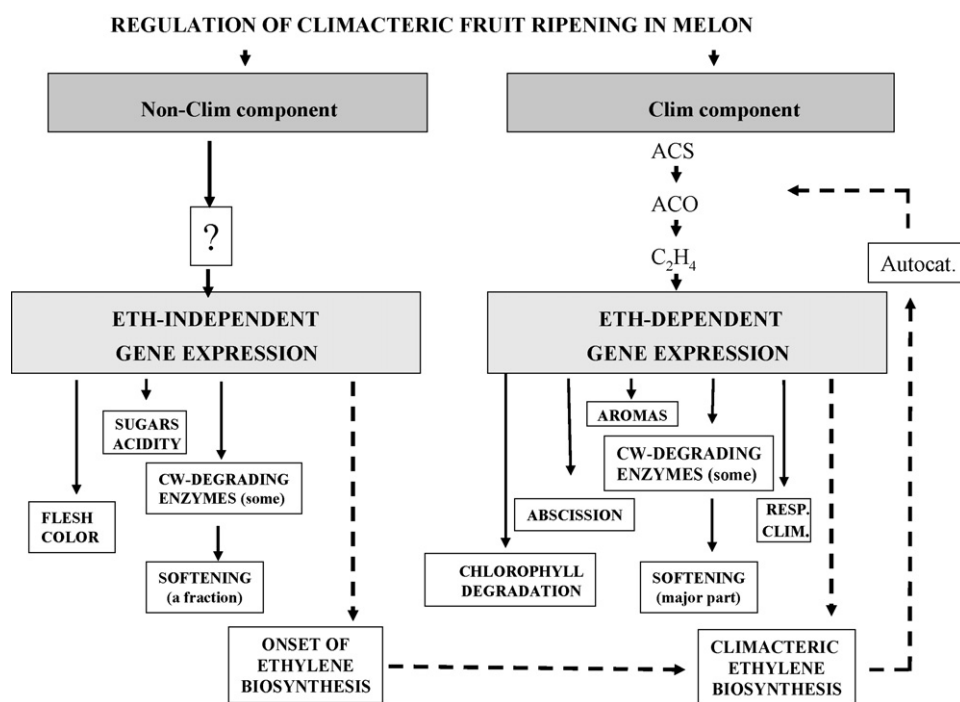 REGULATION OF CLIMACTERIC FRUIT RIPENING IN MELON
Non-Clim component
Clim component
ACS
ACO
C₂H₄
Autocat.
?
ETH-INDEPENDENT
GENE EXPRESSION
ETH-DEPENDENT
GENE EXPRESSION
SUGARS
ACIDITY
CW-DEGRADING
ENZYMES (some)
FLESH
COLOR
SOFTENING
(a fraction)
ONSET OF
ETHYLENE
BIOSYNTHESIS
AROMAS
CW-DEGRADING
ENZYMES (some)
ABSCISSION
RESP.
CLIM.
CHLOROPHYLL
DEGRADATION
SOFTENING
(major part)
CLIMACTERIC
ETHYLENE
BIOSYNTHESIS